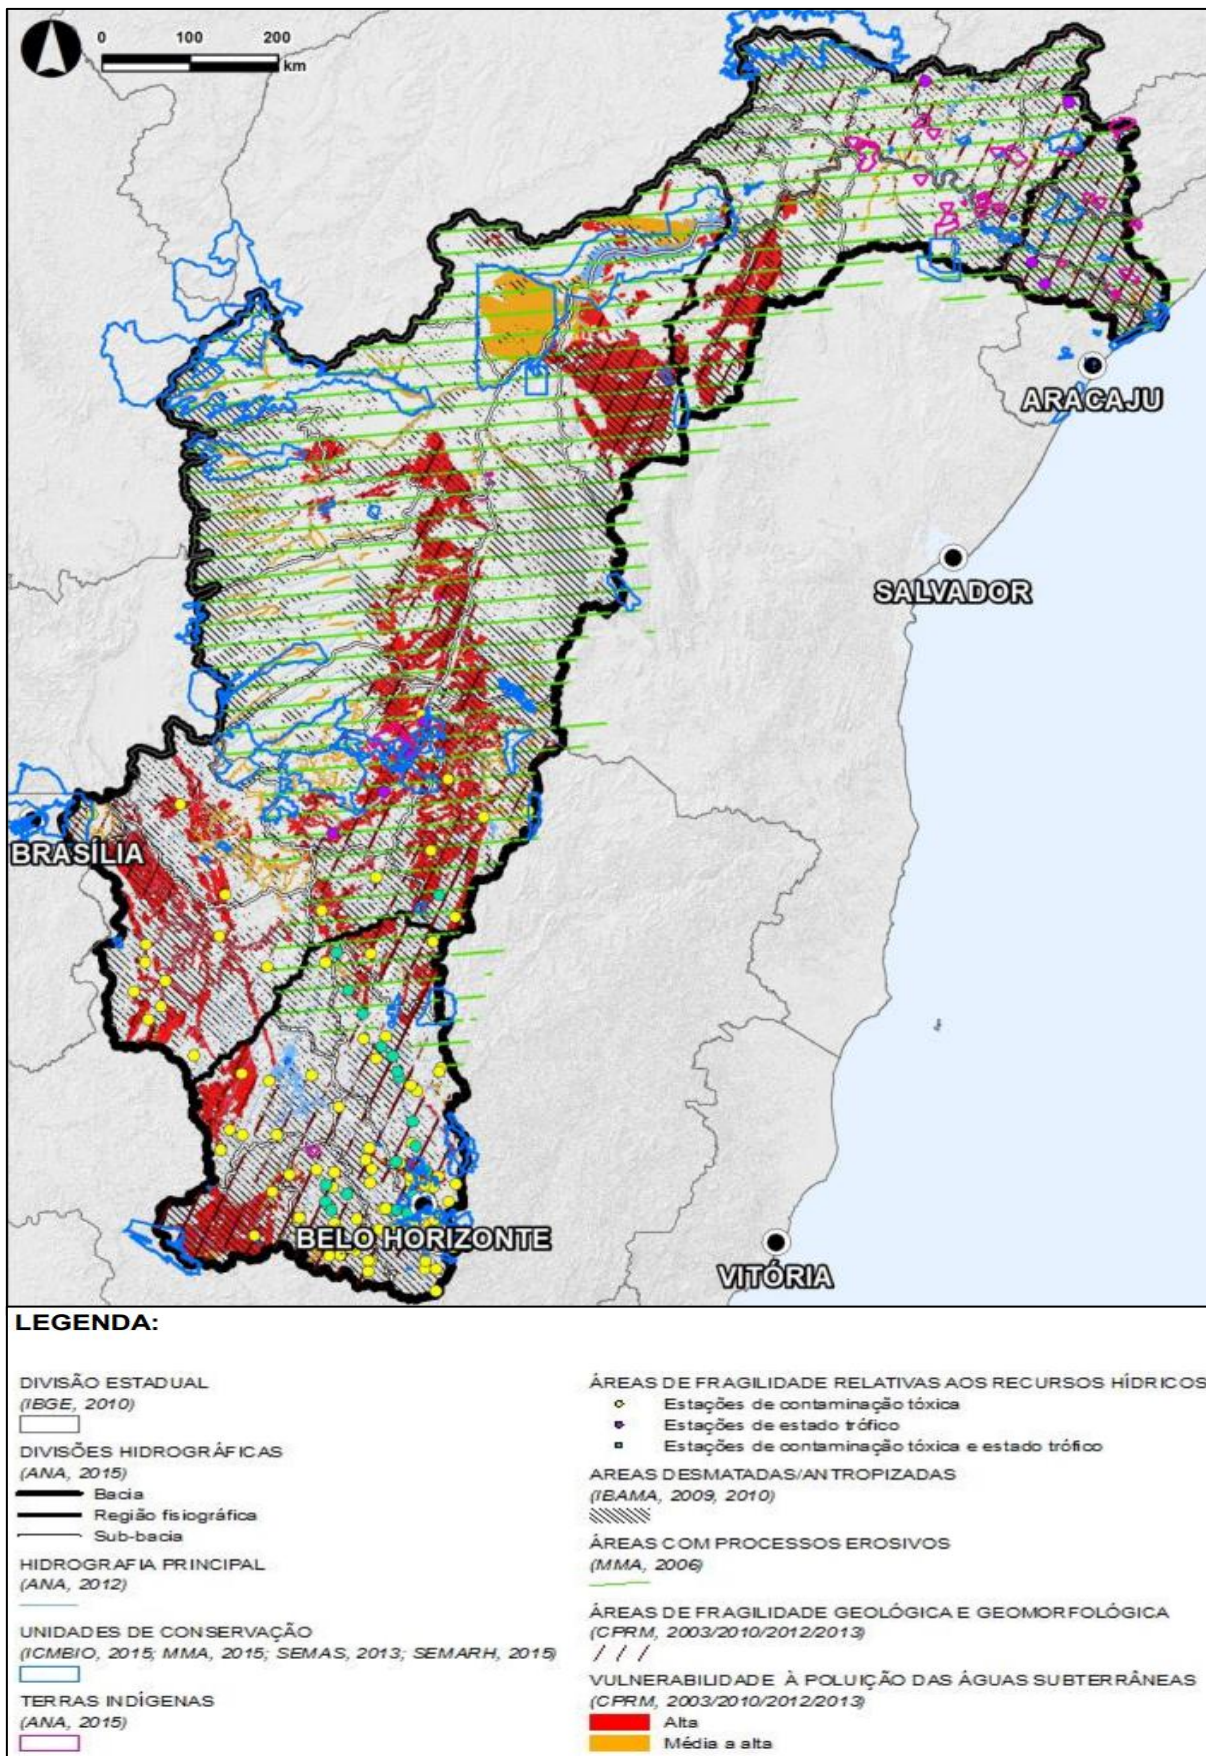 0 100 200
km
ARACAJU
SALVADOR
BRASÍLIA
BELO HORIZONTE
VITÓRIA
LEGENDA:
DIVISÃO ESTADUAL
(IBGE, 2010)
DIVISÕES HIDROGRÁFICAS
(ANA, 2015)
Bacia
Região fisiográfica
Sub-bacia
HIDROGRAFIA PRINCIPAL
(ANA, 2012)
UNIDADES DE CONSERVAÇÃO
(ICMBIO, 2015; MMA, 2015; SEMAS, 2013; SEMARH, 2015)
TERRAS INDÍGENAS
(ANA, 2015)
ÁREAS DE FRAGILIDADE RELATIVAS AOS RECURSOS HÍDRICOS
Estações de contaminação tóxica
Estações de estado trófico
Estações de contaminação tóxica e estado trófico
AREAS DESMATADAS/ANTROPIZADAS
(IBAMA, 2009, 2010)
ÁREAS COM PROCESSOS EROSIVOS
(MMA, 2006)
ÁREAS DE FRAGILIDADE GEOLÓGICA E GEOMORFOLÓGICA
(CPRM, 2003/2010/2012/2013)
VULNERABILIDADE À POLUIÇÃO DAS ÁGUAS SUBTERRÂNEAS
(CPRM, 2003/2010/2012/2013)
Alta
Média a alta